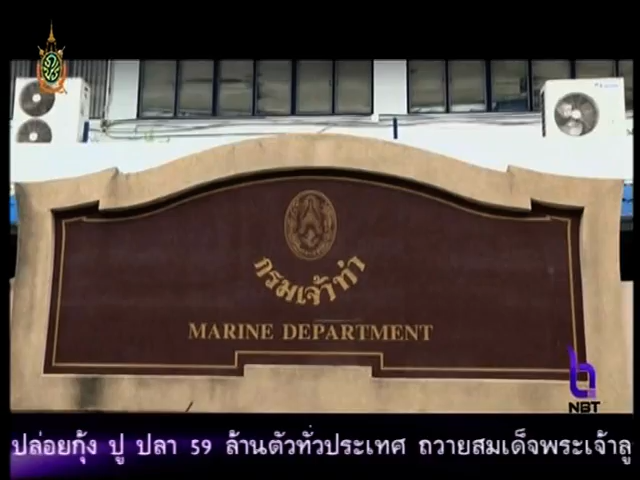 กรมเจ้าท่า
MARINE DEPARTMENT
NBT
ปล่อยกุ้ง ปู ปลา 59 ล้านตัวทั่วประเทศ ถวายสมเด็จพระเจ้าลู